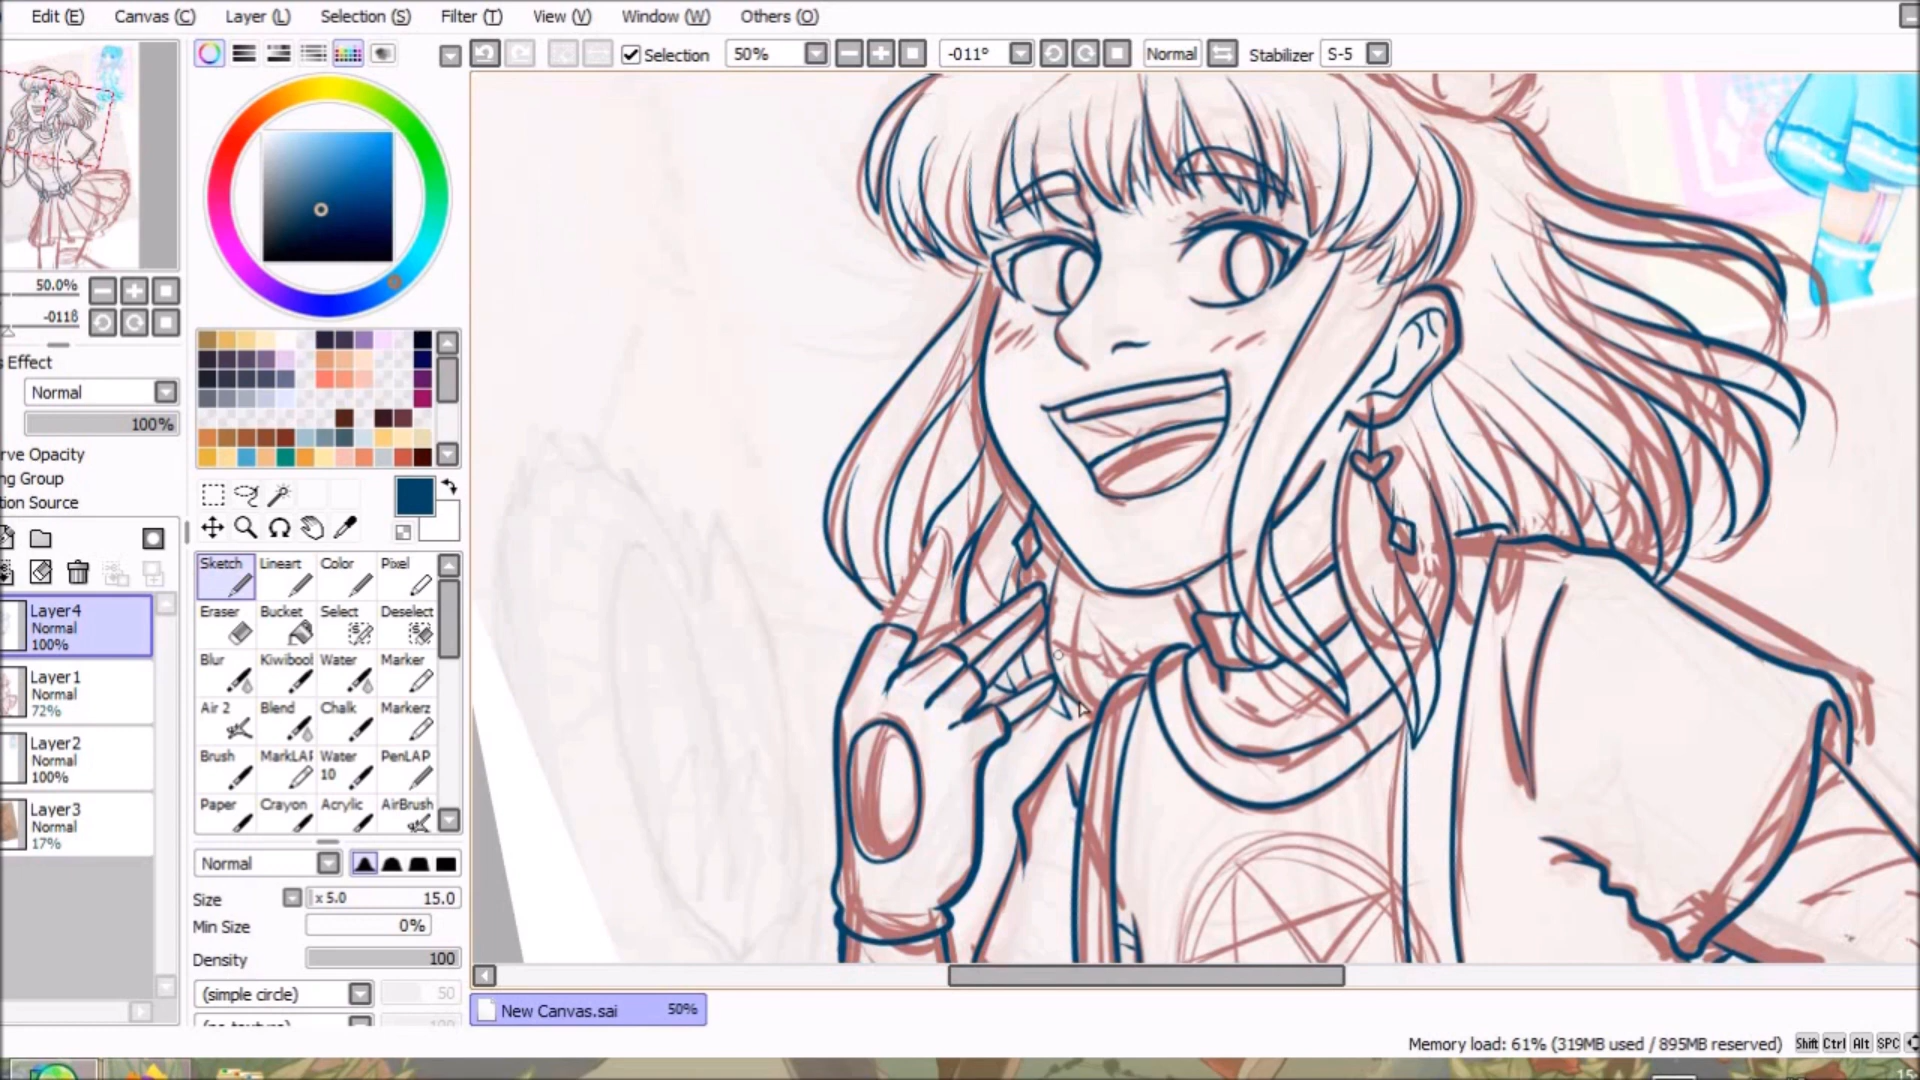 Edit (E) Canvas (C) Layer (L) Selection (S) Filter (T) View (V) Window (W) Others (O)
Selection 50% -011° Normal Stabilizer S-5
50.0%
-011ß
Effect
Normal
100%
rve Opacity
ng Group
tion Source
Layer4
Normal
100%
Layer1
Normal
72%
Layer2
Normal
100%
Layer3
Normal
17%
Sketch Lineart Color Pixel
Eraser Bucket Select Deselect
Blur Kiwibool Water Marker
Air 2 Blend Chalk Markerz
Brush MarkLAP Water 10 PenLAP
Paper Crayon Acrylic AirBrush
Normal
Size x 5.0 15.0
Min Size 0%
Density 100
(simple circle) 50
New Canvas.sai 50%
Memory load: 61% (319MB used / 895MB reserved) Shift Ctrl Alt SPC